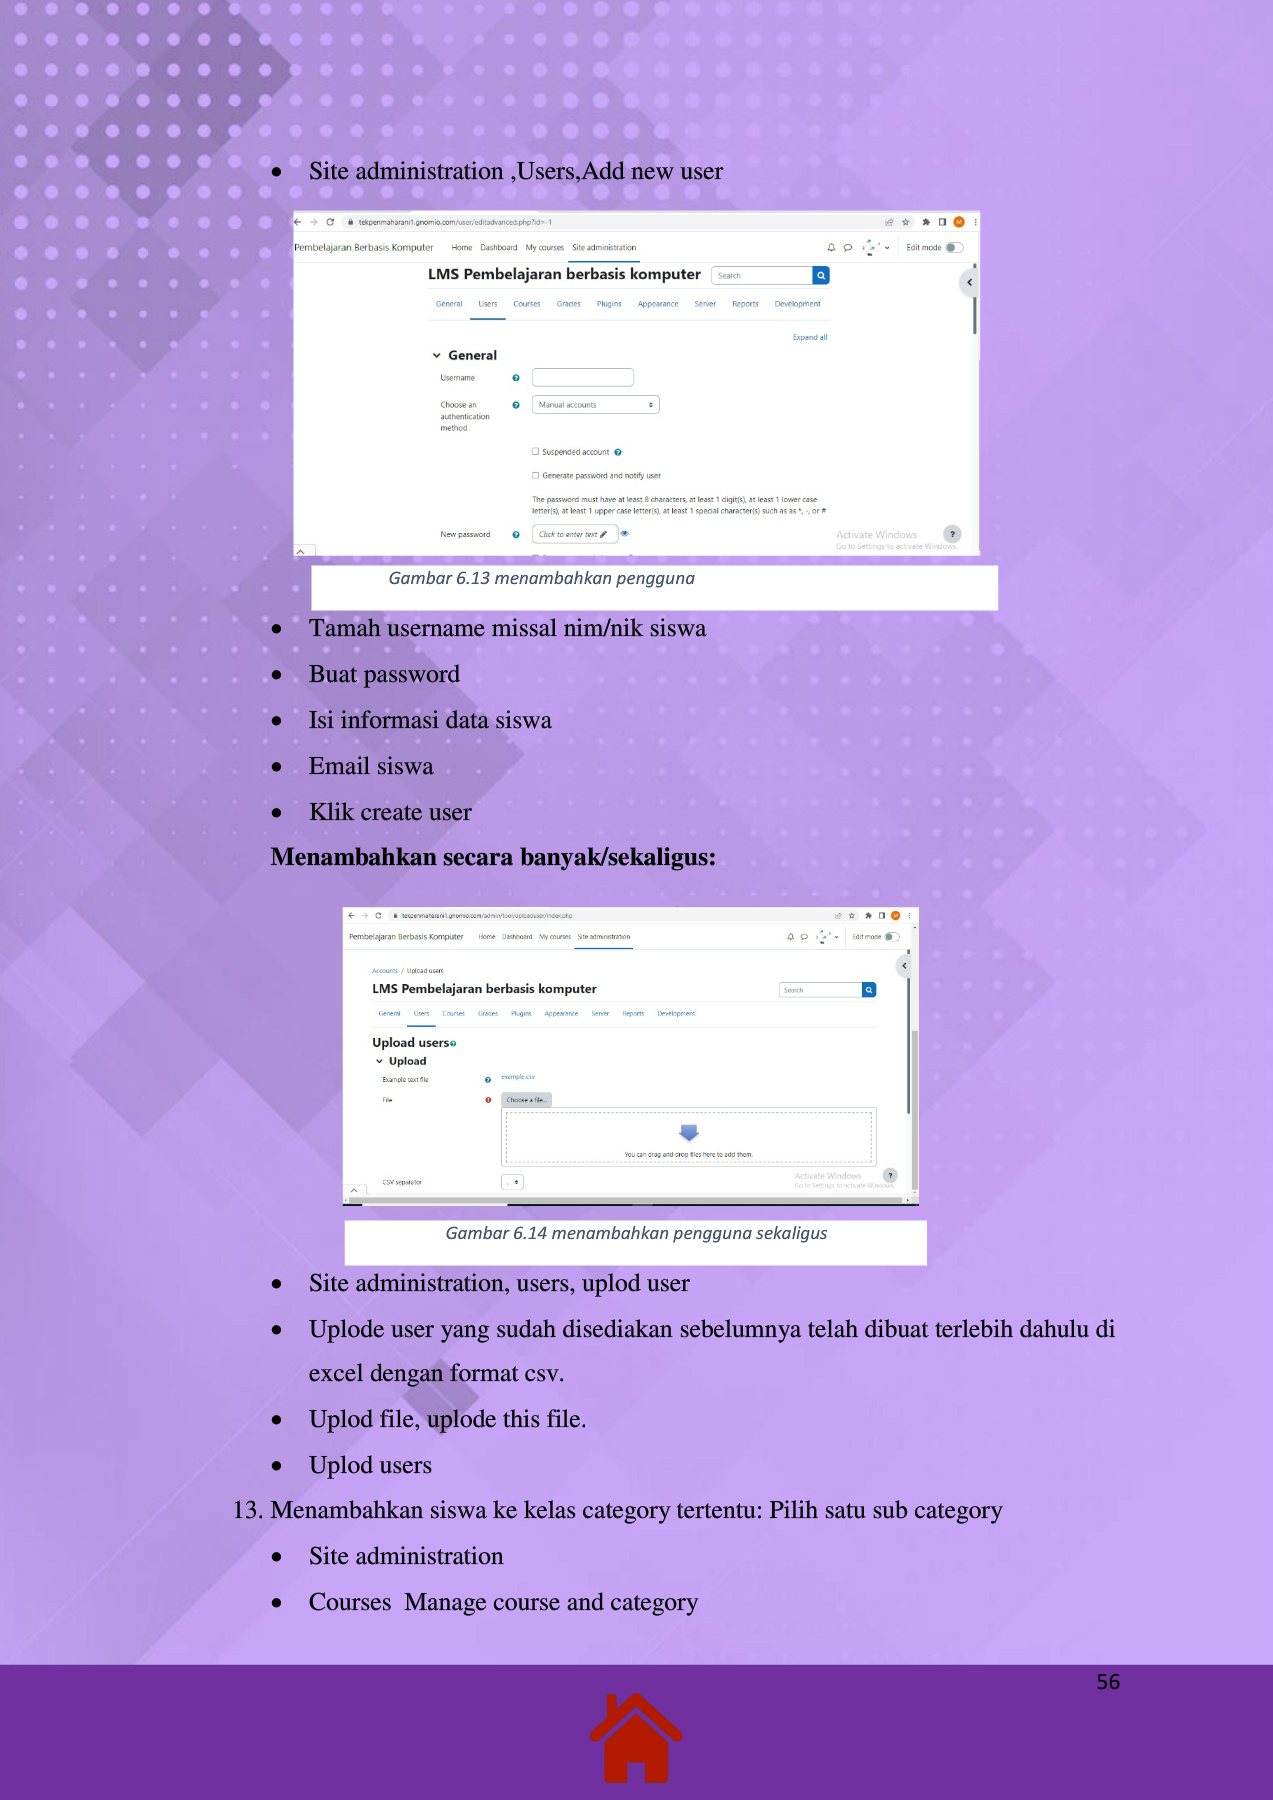 • Site administration ,Users,Add new user
tekpenmaharani1.gnomio.com/user/editadvanced.php?id=-1
Pembelajaran Berbasis Komputer Home Dashboard My courses Site administration Edit mode
LMS Pembelajaran berbasis komputer Search
General Users Courses Grades Plugins Appearance Server Reports Development
Expand all
General
Username
Choose an authentication method Manual accounts
Suspended account
Generate password and notify user
The password must have at least 8 characters, at least 1 digit(s), at least 1 lower case
letter(s), at least 1 upper case letter(s), at least 1 special character(s) such as as *, -, or #
New password Click to enter text
Activate Windows
Go to Settings to activate Windows.
Gambar 6.13 menambahkan pengguna
• Tamah username missal nim/nik siswa
• Buat password
• Isi informasi data siswa
• Email siswa
• Klik create user
Menambahkan secara banyak/sekaligus:
tekpenmaharani1.gnomio.com/admin/tool/uploaduser/index.php
Pembelajaran Berbasis Komputer Home Dashboard My courses Site administration Edit mode
Accounts / Upload users
LMS Pembelajaran berbasis komputer Search
General Users Courses Grades Plugins Appearance Server Reports Development
Upload users
Upload
Example text file example.csv
File Choose a file...
You can drag and drop files here to add them.
CSV separator ,
Activate Windows
Go to Settings to activate Windows.
Gambar 6.14 menambahkan pengguna sekaligus
• Site administration, users, uplod user
• Uplode user yang sudah disediakan sebelumnya telah dibuat terlebih dahulu di
excel dengan format csv.
• Uplod file, uplode this file.
• Uplod users
13. Menambahkan siswa ke kelas category tertentu: Pilih satu sub category
• Site administration
• Courses  Manage course and category
56